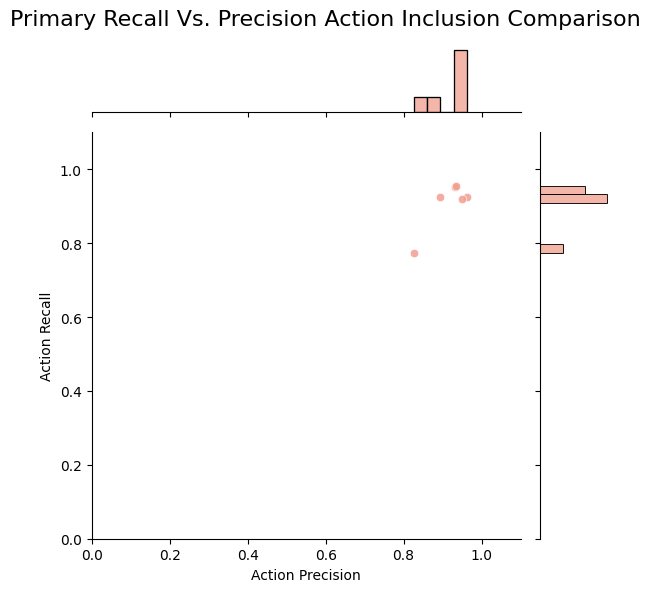 Primary Recall Vs. Precision Action Inclusion Comparison
1.0
0.8
0.6
0.4
0.2
0.0
Action Recall
0.0 0.2 0.4 0.6 0.8 1.0
Action Precision